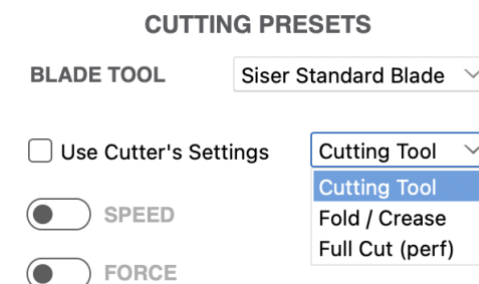 CUTTING PRESETS
BLADE TOOL Siser Standard Blade
Use Cutter's Settings Cutting Tool
Cutting Tool
SPEED Fold / Crease
Full Cut (perf)
FORCE